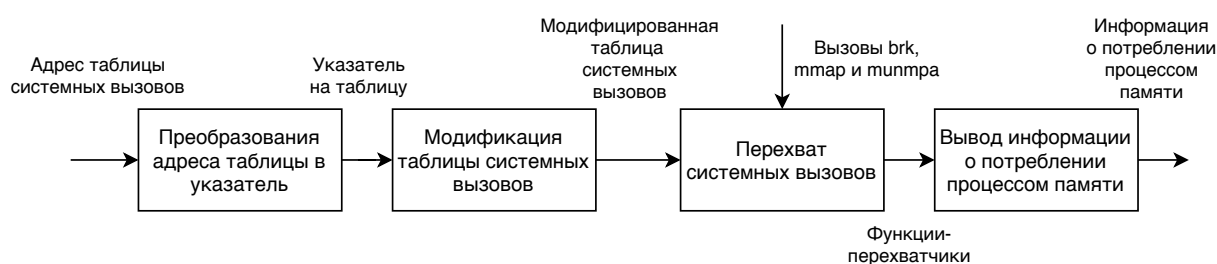 Адрес таблицы
системных вызовов
Преобразования
адреса таблицы в
указатель
Указатель
на таблицу
Модификация
таблицы системных
вызовов
Модифицированная
таблица
системных
вызовов
Вызовы brk,
mmap и munmpa
Перехват
системных вызовов
Функции-
перехватчики
Вывод информации
о потреблении
процессом памяти
Информация
о потреблении
процессом
памяти